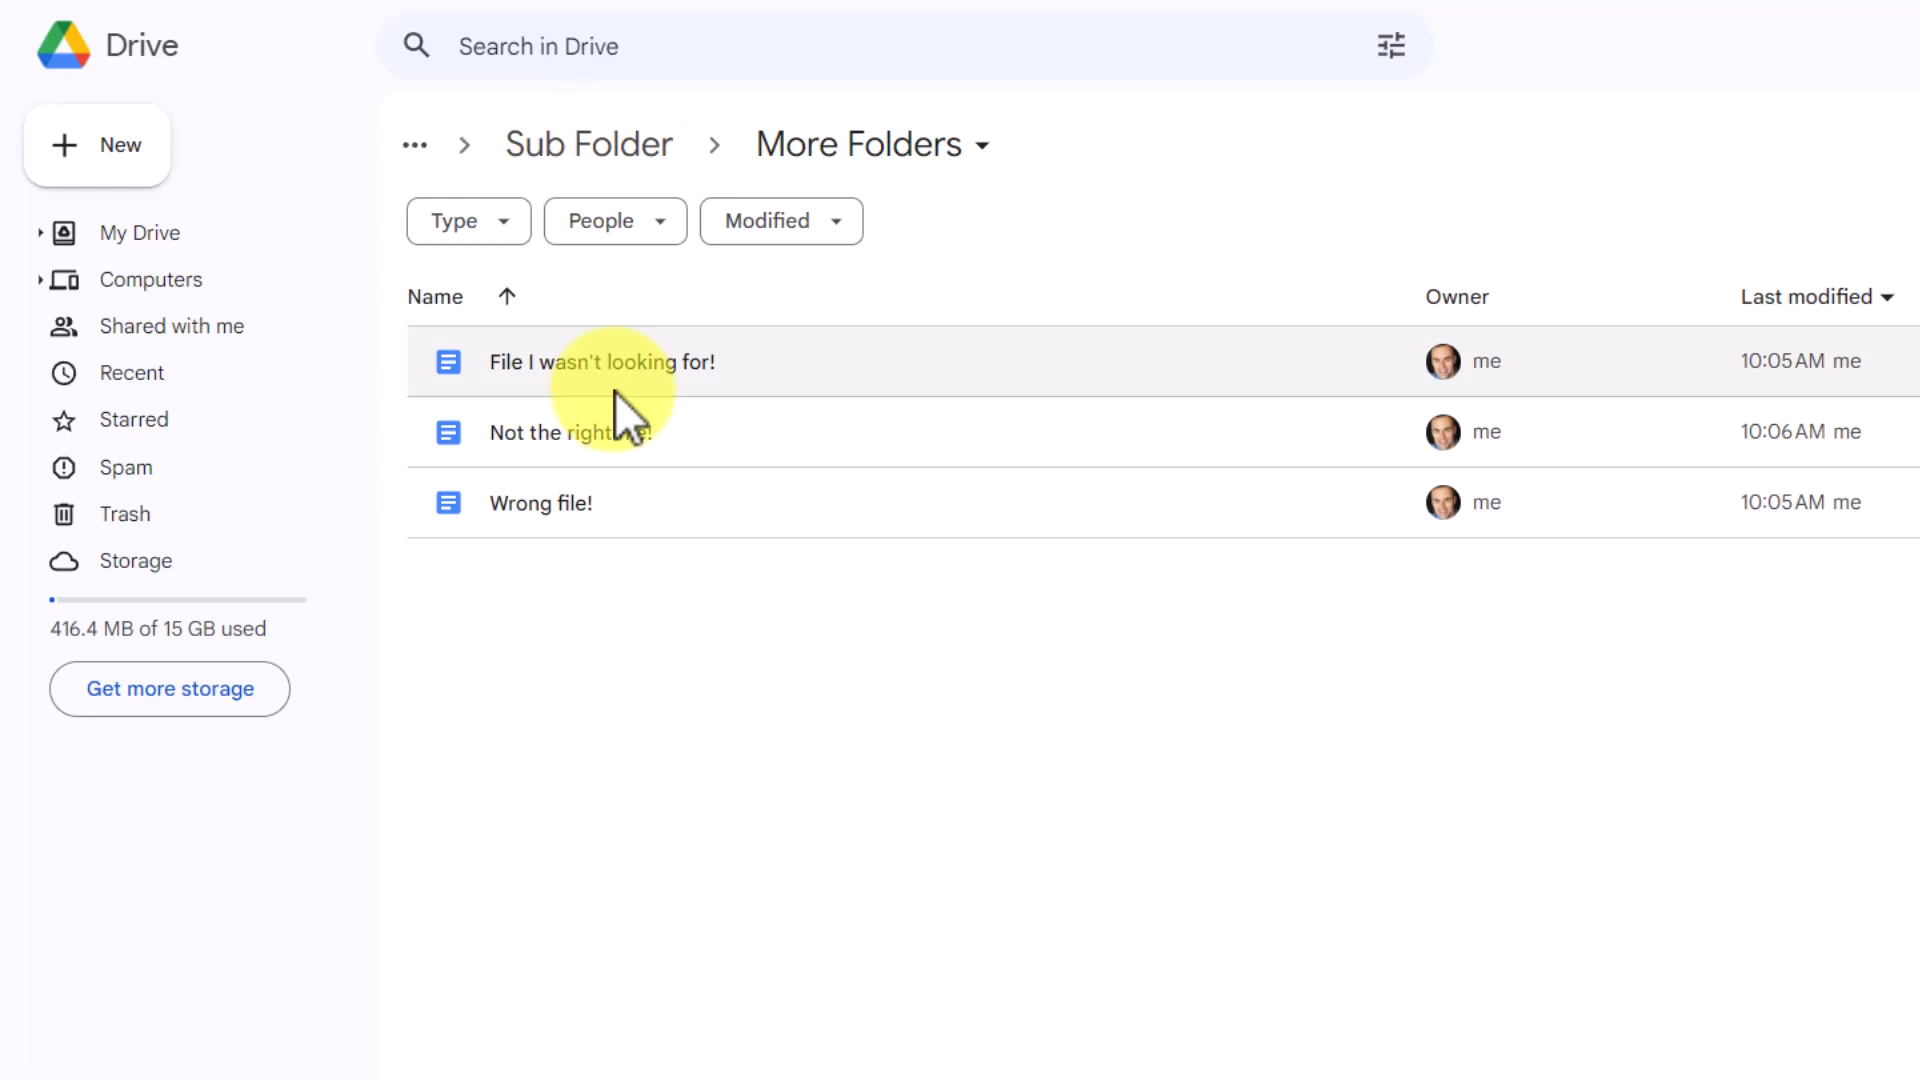 Drive
Search in Drive
New
Sub Folder
More Folders
Type
People
Modified
My Drive
Computers
Shared with me
Recent
Starred
Spam
Trash
Storage
416.4 MB of 15 GB used
Get more storage
Name
Owner
Last modified
File I wasn't looking for!
me
10:05 AM me
Not the right
me
10:06 AM me
Wrong file!
me
10:05 AM me